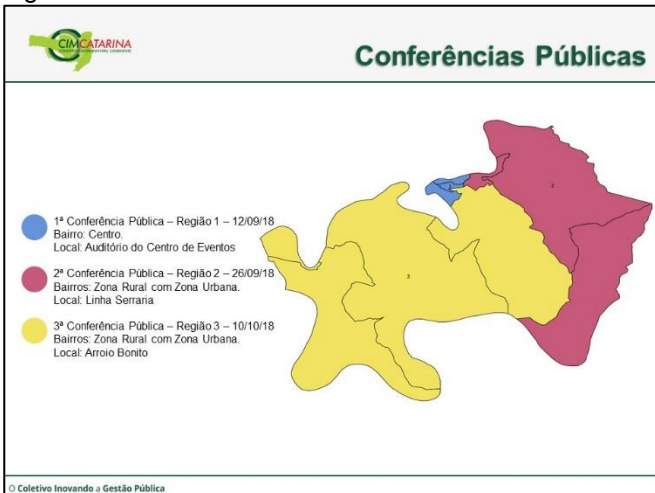 CIMCATARINA
Conferências Públicas
1ª Conferência Pública – Região 1 – 12/09/18
Bairro: Centro.
Local: Auditório do Centro de Eventos
2ª Conferência Pública – Região 2 – 26/09/18
Bairros: Zona Rural com Zona Urbana.
Local: Linha Serraria
3ª Conferência Pública – Região 3 – 10/10/18
Bairros: Zona Rural com Zona Urbana.
Local: Arroio Bonito
2
3
O Coletivo Inovando a Gestão Pública